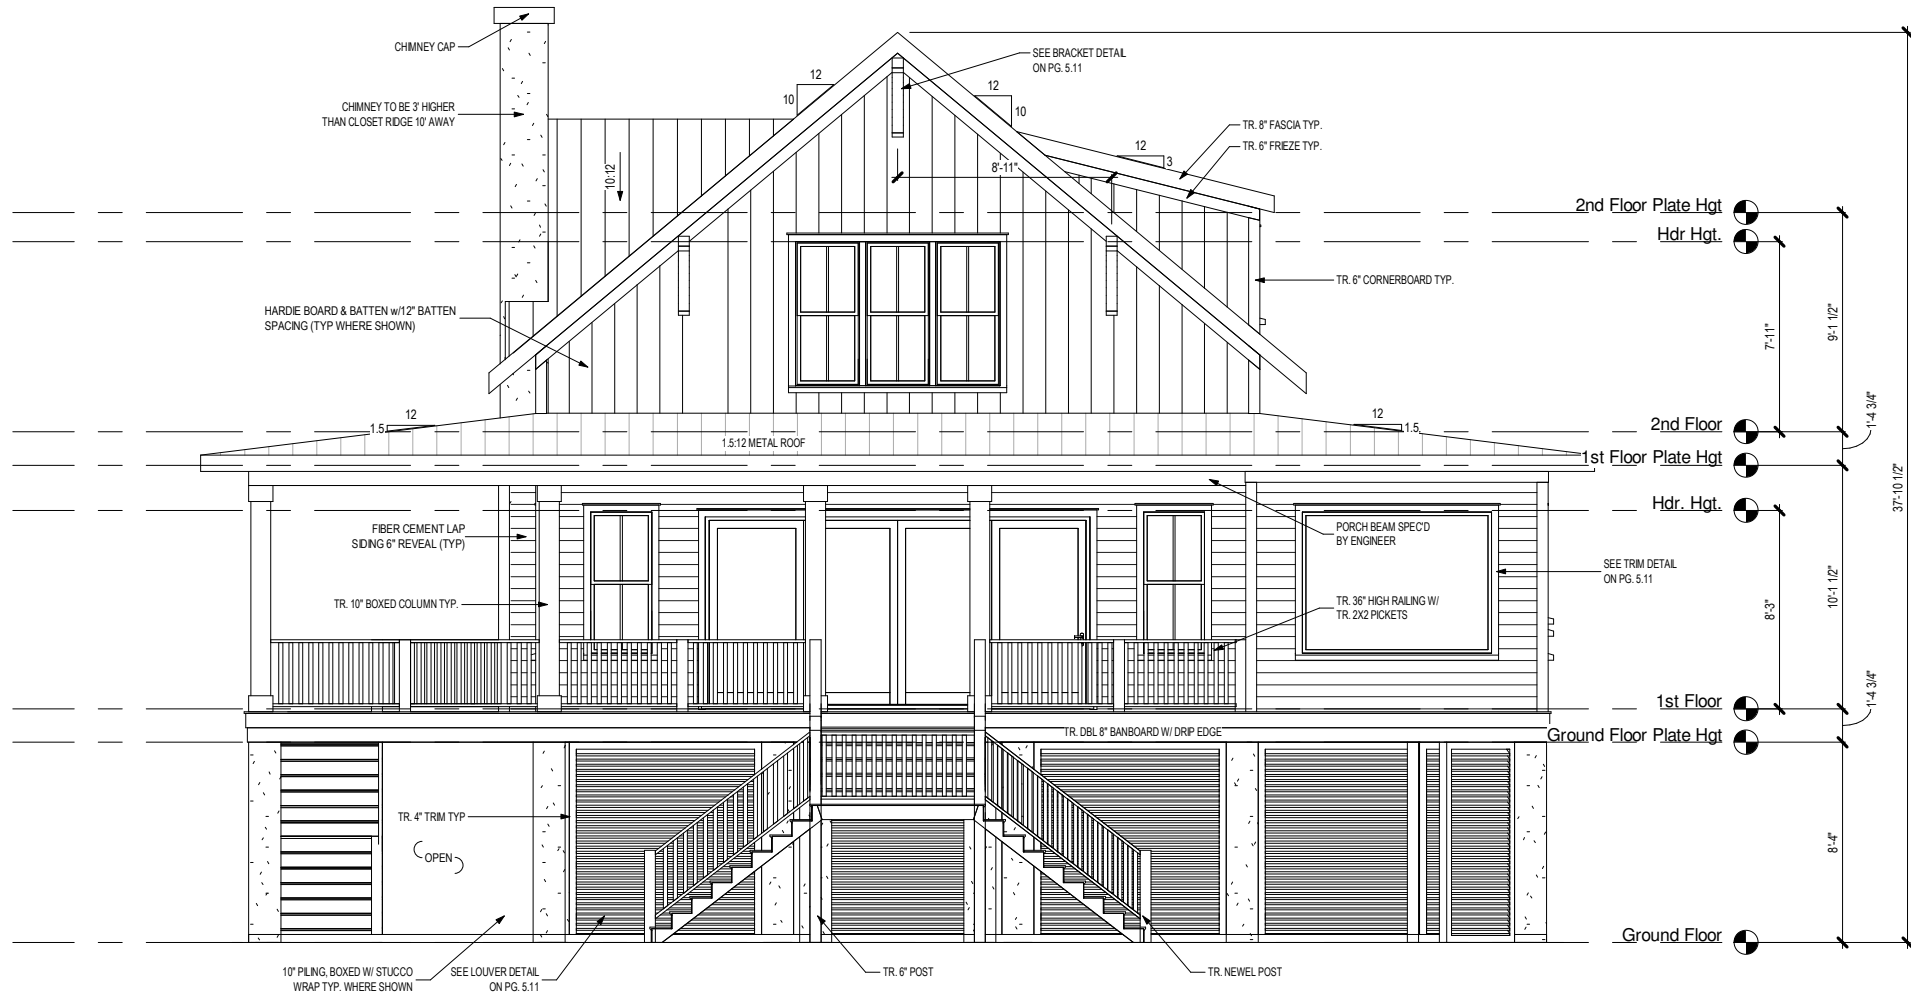 CHIMNEY CAP
SEE BRACKET DETAIL
ON PG. 5.11
12
10
12
10
CHIMNEY TO BE 3' HIGHER
THAN CLOSET RIDGE 10' AWAY
TR. 8" FASCIA TYP.
TR. 6" FRIEZE TYP.
12
3
8'-11"
10:12
2nd Floor Plate Hgt
Hdr Hgt.
TR. 6" CORNERBOARD TYP.
HARDIE BOARD & BATTEN w/12" BATTEN
SPACING (TYP WHERE SHOWN)
7'-11"
9'-1 1/2"
12
1.5
12
1.5
1.5:12 METAL ROOF
2nd Floor
1'-4 3/4"
1st Floor Plate Hgt
37'-10 1/2"
Hdr. Hgt.
FIBER CEMENT LAP
SIDING 6" REVEAL (TYP)
PORCH BEAM SPEC'D
BY ENGINEER
SEE TRIM DETAIL
ON PG. 5.11
TR. 10" BOXED COLUMN TYP.
TR. 36" HIGH RAILING W/
TR. 2X2 PICKETS
8'-3"
10'-1 1/2"
1st Floor
1'-4 3/4"
TR. DBL 8" BANBOARD W/ DRIP EDGE
Ground Floor Plate Hgt
TR. 4" TRIM TYP
OPEN
8'-4"
Ground Floor
10" PILING, BOXED W/ STUCCO
WRAP TYP. WHERE SHOWN
SEE LOUVER DETAIL
ON PG. 5.11
TR. 6" POST
TR. NEWEL POST